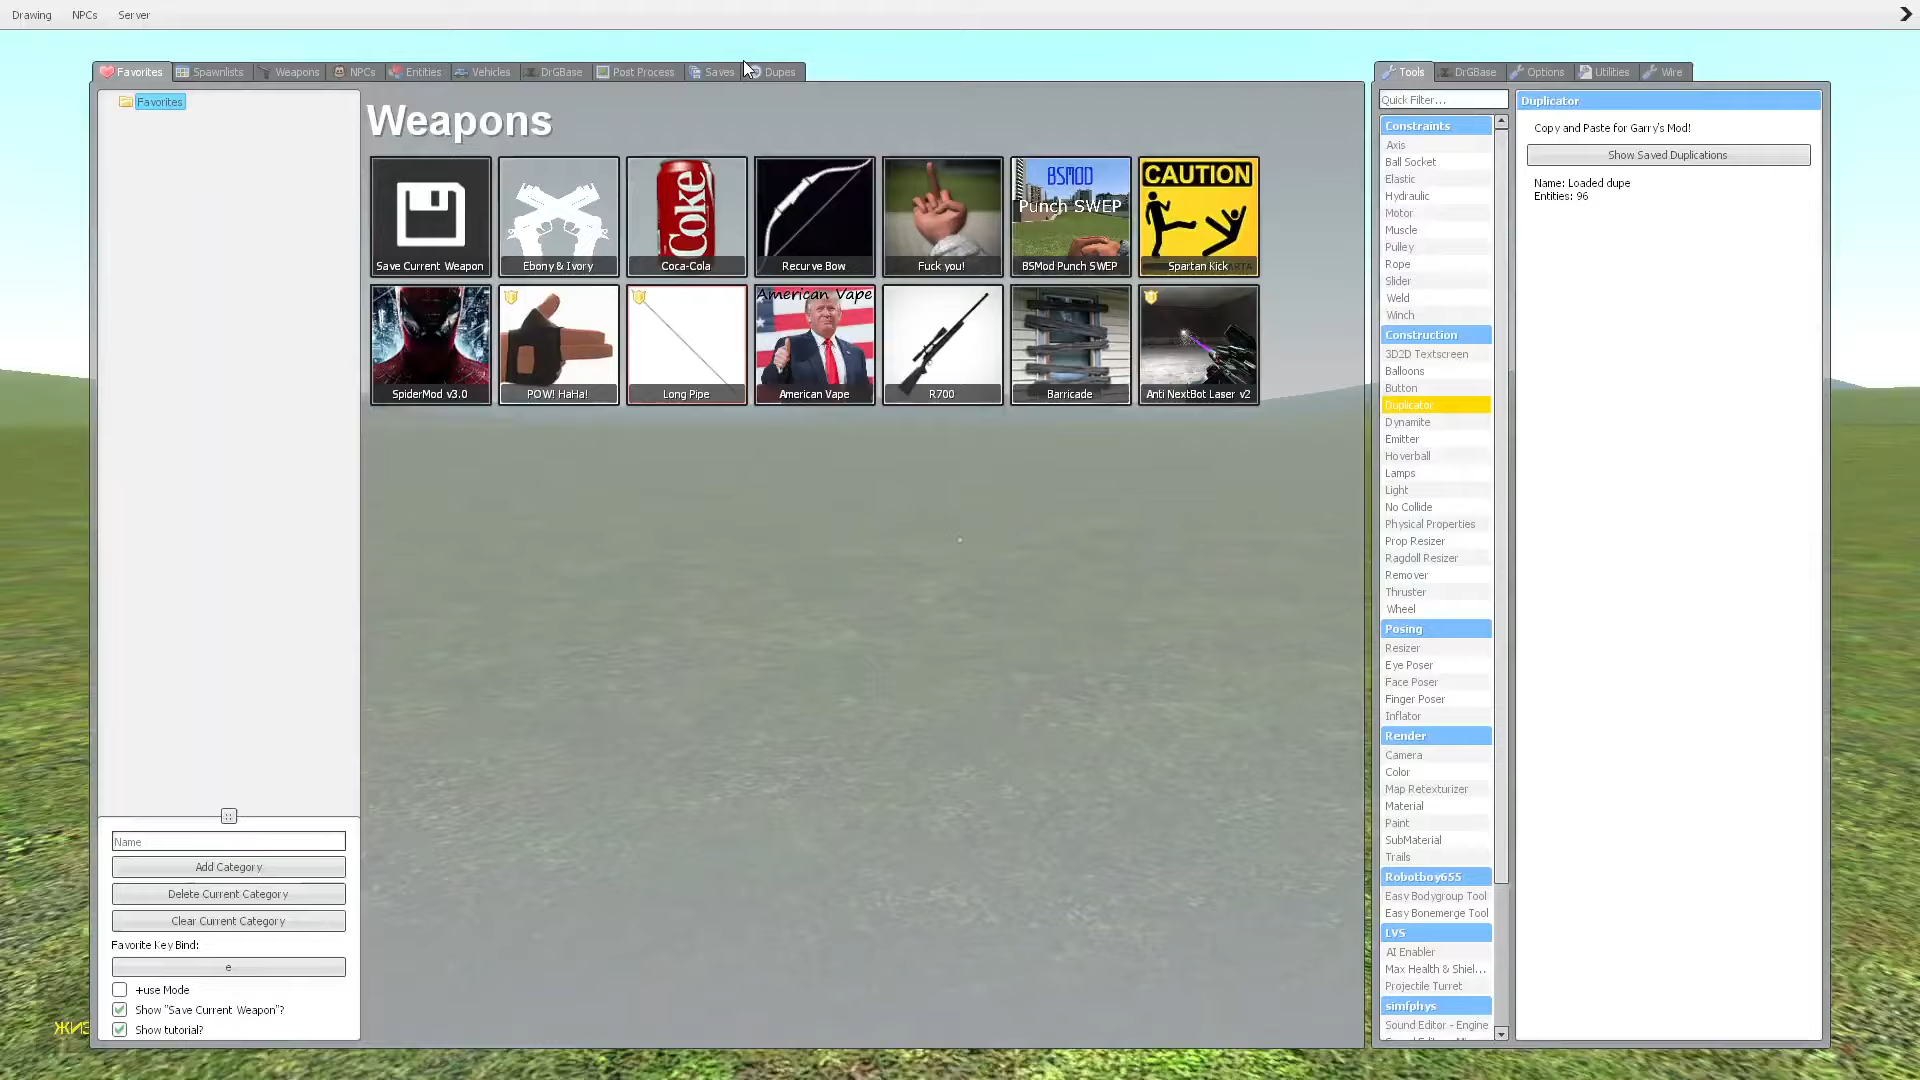 Drawing NPCs Server
Favorites Spawnlists Weapons NPCs Entities Vehicles DrGBase Post Process Saves Dupes
Favorites
Weapons
Save Current Weapon
Ebony & Ivory
Coke
Coca-Cola
Recurve Bow
Fuck you!
BSMOD
Punch SWEP
BSMod Punch SWEP
CAUTION
Spartan Kick
SpiderMod v3.0
POW! HaHa!
Long Pipe
American Vape
American Vape
R700
Barricade
Anti NextBot Laser v2
Name
Add Category
Delete Current Category
Clear Current Category
Favorite Key Bind:
e
+use Mode
Show "Save Current Weapon"?
Show tutorial?
Tools DrGBase Options Utilities Wire
Quick Filter...
Constraints
Axis
Ball Socket
Elastic
Hydraulic
Motor
Muscle
Pulley
Rope
Slider
Weld
Winch
Construction
3D2D Textscreen
Balloons
Button
Duplicator
Dynamite
Emitter
Hoverball
Lamps
Light
No Collide
Physical Properties
Prop Resizer
Ragdoll Resizer
Remover
Thruster
Wheel
Posing
Resizer
Eye Poser
Face Poser
Finger Poser
Inflator
Render
Camera
Color
Map Retexturizer
Material
Paint
SubMaterial
Trails
Robotboy655
Easy Bodygroup Tool
Easy Bonemerge Tool
LVS
AI Enabler
Max Health & Shiel...
Projectile Turret
simfphys
Sound Editor - Engine
Duplicator
Copy and Paste for Garry's Mod!
Show Saved Duplications
Name: Loaded dupe
Entities: 96